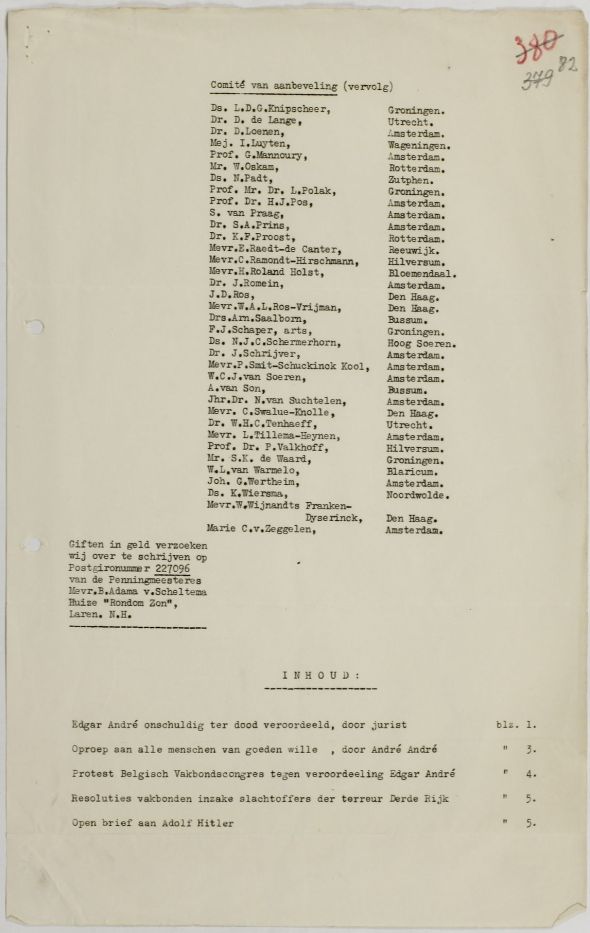 380
379 82
Comité van aanbeveling (vervolg)
Ds. L.D.G.Knipscheer, Groningen.
Dr. D. de Lange, Utrecht.
Dr. D.Loenen, Amsterdam.
Mej. I.Luyten, Wageningen.
Prof. G.Mannoury, Amsterdam.
Mr. W.Oskam, Rotterdam.
Ds. N.Padt, Zutphen.
Prof. Mr. Dr. L.Polak, Groningen.
Prof. Dr. H.J.Pos, Amsterdam.
S. van Praag, Amsterdam.
Dr. S.A.Prins, Amsterdam.
Dr. K.F.Proost, Rotterdam.
Mevr.E.Raedt-de Canter, Reeuwijk.
Mevr.C.Ramondt-Hirschmann, Hilversum.
Mevr.H.Roland Holst, Bloemendaal.
Dr. J.Romein, Amsterdam.
J.D.Ros, Den Haag.
Mevr.W.A.L.Ros-Vrijman, Den Haag.
Drs.Arn.Saalborn, Bussum.
F.J.Schaper, arts, Groningen.
Ds. N.J.C.Schermerhorn, Hoog Soeren.
Dr. J.Schrijver, Amsterdam.
Mevr.P.Smit-Schuckinck Kool, Amsterdam.
W.C.J.van Soeren, Amsterdam.
A.van Son, Bussum.
Jhr.Dr. N.van Suchtelen, Amsterdam.
Mevr. C.Swalue-Knolle, Den Haag.
Dr. W.H.C.Tenhaeff, Utrecht.
Mevr. L.Tillema-Heynen, Amsterdam.
Prof. Dr. P.Valkhoff, Hilversum.
Mr. S.K. de Waard, Groningen.
W.L.van Warmelo, Blaricum.
Joh. G.Wertheim, Amsterdam.
Ds. K.Wiersma, Noordwolde.
Mevr.W.Wijnandts Franken-
Dyserinck, Den Haag.
Marie C.v.Zeggelen, Amsterdam.
Giften in geld verzoeken
wij over te schrijven op
Postgironummer 227096
van de Penningmeesteres
Mevr.B.Adama v.Scheltema
Huize "Rondom Zon",
Laren. N.H.
INHOUD:
Edgar André onschuldig ter dood veroordeeld, door jurist blz. 1.
Oproep aan alle menschen van goeden wille , door André André " 3.
Protest Belgisch Vakbondscongres tegen veroordeeling Edgar André " 4.
Resoluties vakbonden inzake slachtoffers der terreur Derde Rijk " 5.
Open brief aan Adolf Hitler " 5.